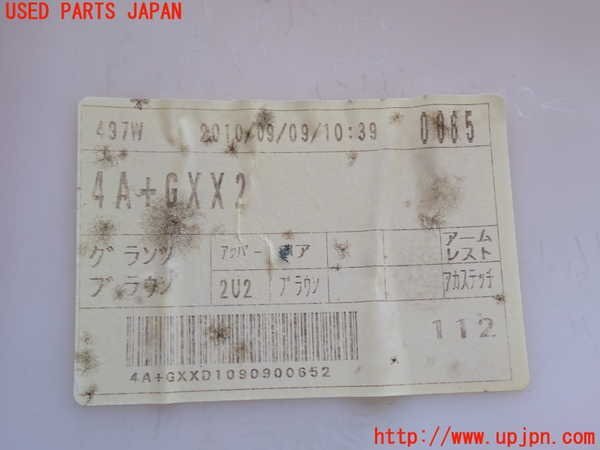 USED PARTS JAPAN
497W 2010/09/09/10:39 0065
4A+GXX2
グランツ アッパー ア アームレスト
ブラウン 2U2 ブラウン アカステッチ
112
4A+GXXD1090900652
http://www.upjpn.com